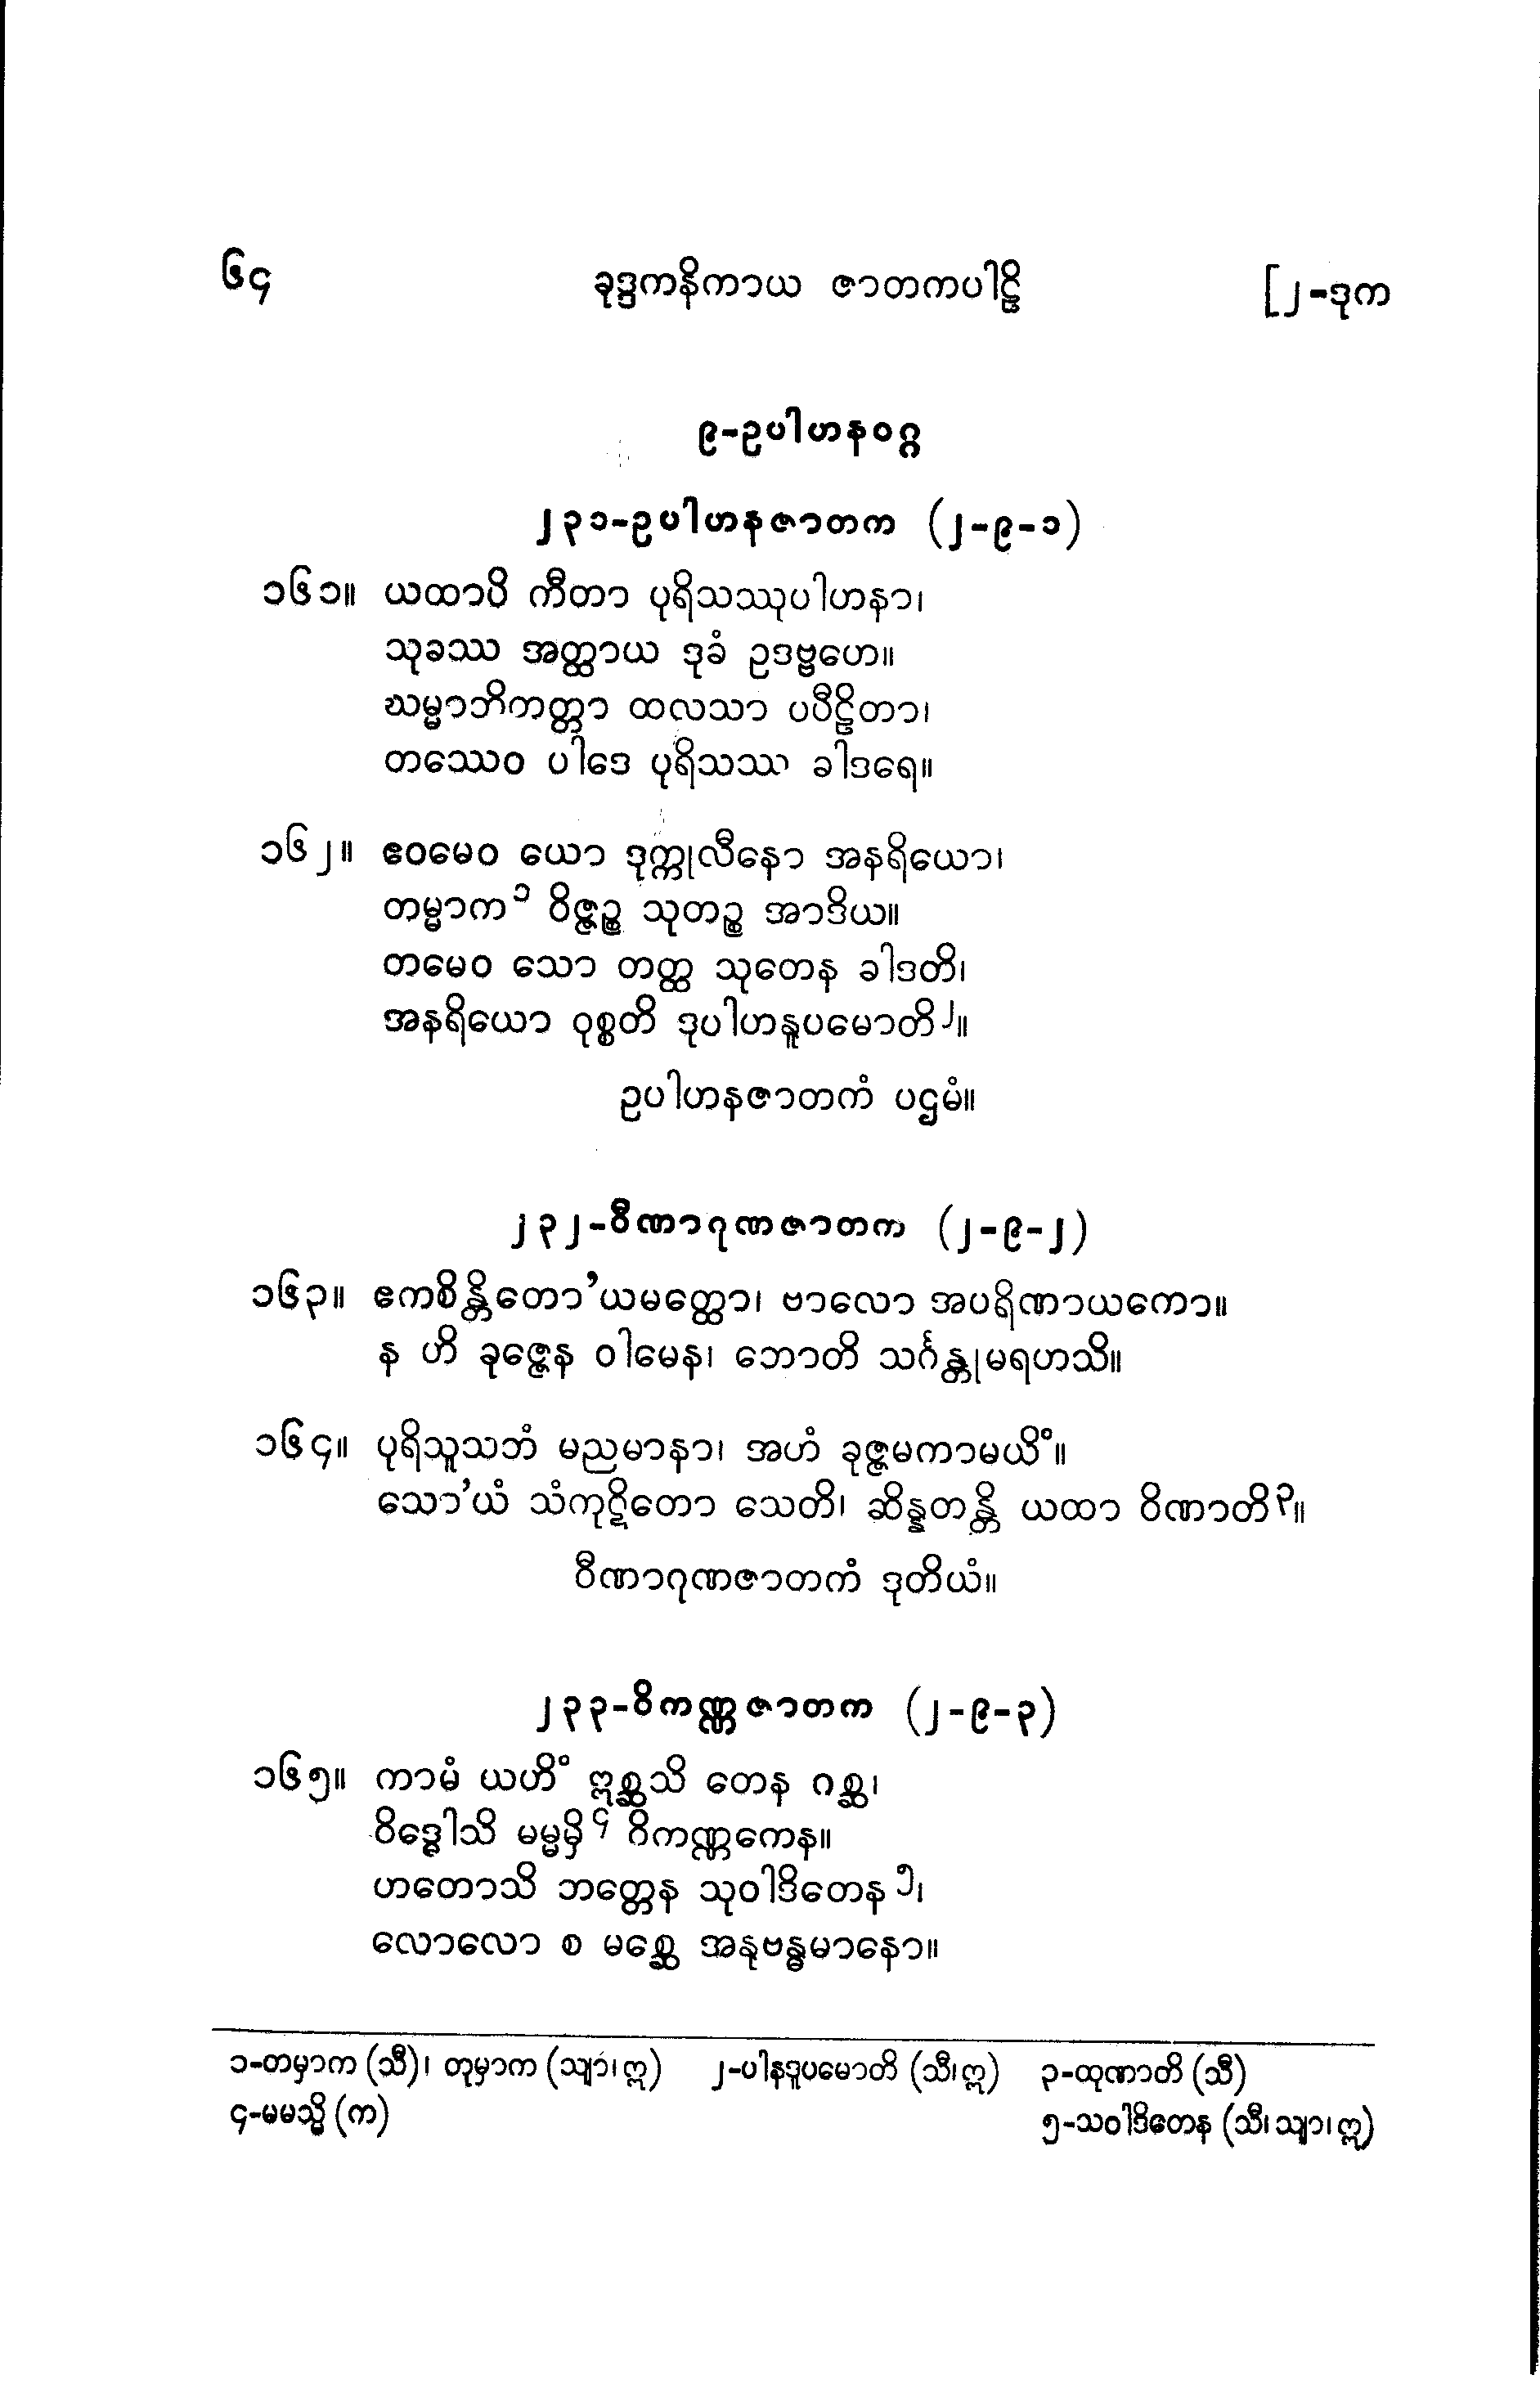 ၆၄ ခုဒ္ဒကနိကာယ ဇာတကပါဠိ [၂-ဒုက
၉-ဥပါဟနဝဂ္ဂ
၂၃၁-ဥပါဟနဇာတက (၂-၉-၁)
၁၆၁။ ယထာပိ ကီတာ ပုရိသဿုပါဟနာ၊
သုခဿ အတ္ထာယ ဒုခံ ဥဒဗ္ဗဟေ။
ဃမ္မာဘိတတ္တာ ထလသာ ပပီဠိတာ၊
တဿေဝ ပါဒေ ပုရိသဿ ခါဒရေ။
၁၆၂။ ဧဝမေဝ ယော ဒုက္ကုလီနော အနရိယော၊
တမ္မာက ၁ ဝိဇ္ဇဉ္စ သုတဉ္စ အာဒိယ။
တမေဝ သော တတ္ထ သုတေန ခါဒတိ၊
အနရိယော ဝုစ္စတိ ဒုပါဟနူပမောတိ ၂။
ဥပါဟနဇာတကံ ပဌမံ။
၂၃၂-ဝီဏာဂုဏဇာတက (၂-၉-၂)
၁၆၃။ ဧကစိန္တိတော’ယမတ္ထော၊ ဗာလော အပရိဏာယကော။
န ဟိ ခုဇ္ဇေန ဝါမေန၊ ဘောတိ သင်္ဂန္တုမရဟသိ။
၁၆၄။ ပုရိသူသဘံ မညမာနာ၊ အဟံ ခုဇ္ဇမကာမယိံ။
သော’ယံ သံကုဋိတော သေတိ၊ ဆိန္နတန္တိ ယထာ ဝိဏာတိ ၃။
ဝီဏာဂုဏဇာတကံ ဒုတိယံ။
၂၃၃-ဝိကဏ္ဏဇာတက (၂-၉-၃)
၁၆၅။ ကာမံ ယဟိံ ဣစ္ဆသိ တေန ဂစ္ဆ၊
ဝိဒ္ဓေါသိ မမ္မမှိ ၄ ဝိကဏ္ဏကေန။
ဟတောသိ ဘတ္တေန သုဝါဒိတေန ၅၊
လောလော စ မစ္ဆေ အနုဗန္ဓမာနော။
၁-တမှာက (သီ)၊ တုမှာက (သျာ၊ ဣ) ၂-ပါနဒူပမောတိ (သီ၊ ဣ) ၃-ထုဏာတိ (သီ)
၄-မမသ္မိ (က) ၅-သဝါဒိတေန (သီ၊ သျာ၊ ဣ)